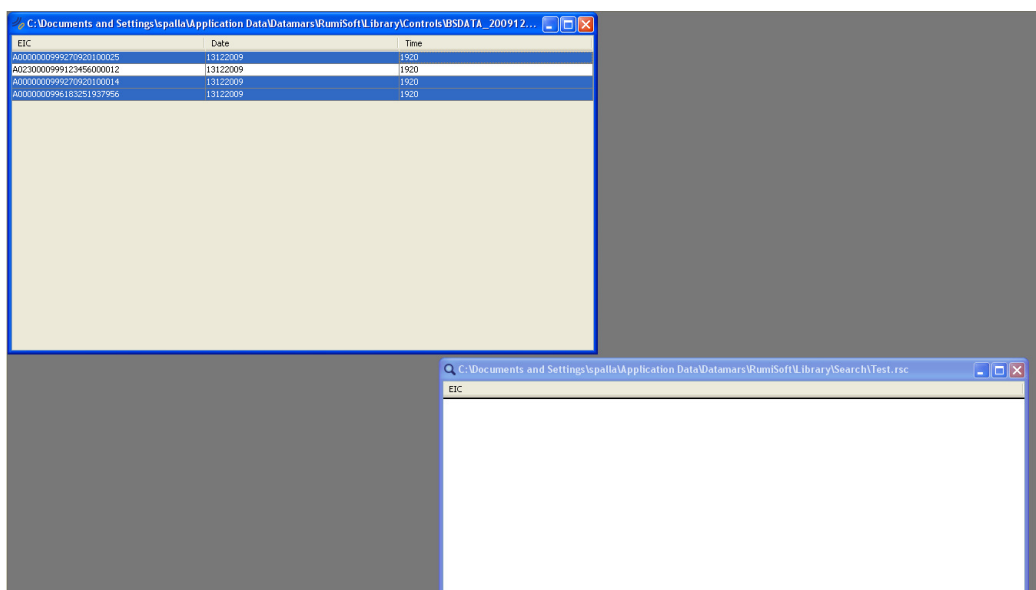 C:\Documents and Settings\spalla\Application Data\Datamars\RumiSoft\Library\Controls\BSDATA_200912...
EIC Date Time
A0000000999270920100025 13122009 1920
A0230000999123456000012 13122009 1920
A0000000999270920100014 13122009 1920
A0000000996183251937956 13122009 1920
C:\Documents and Settings\spalla\Application Data\Datamars\RumiSoft\Library\Search\Test.rsc
EIC